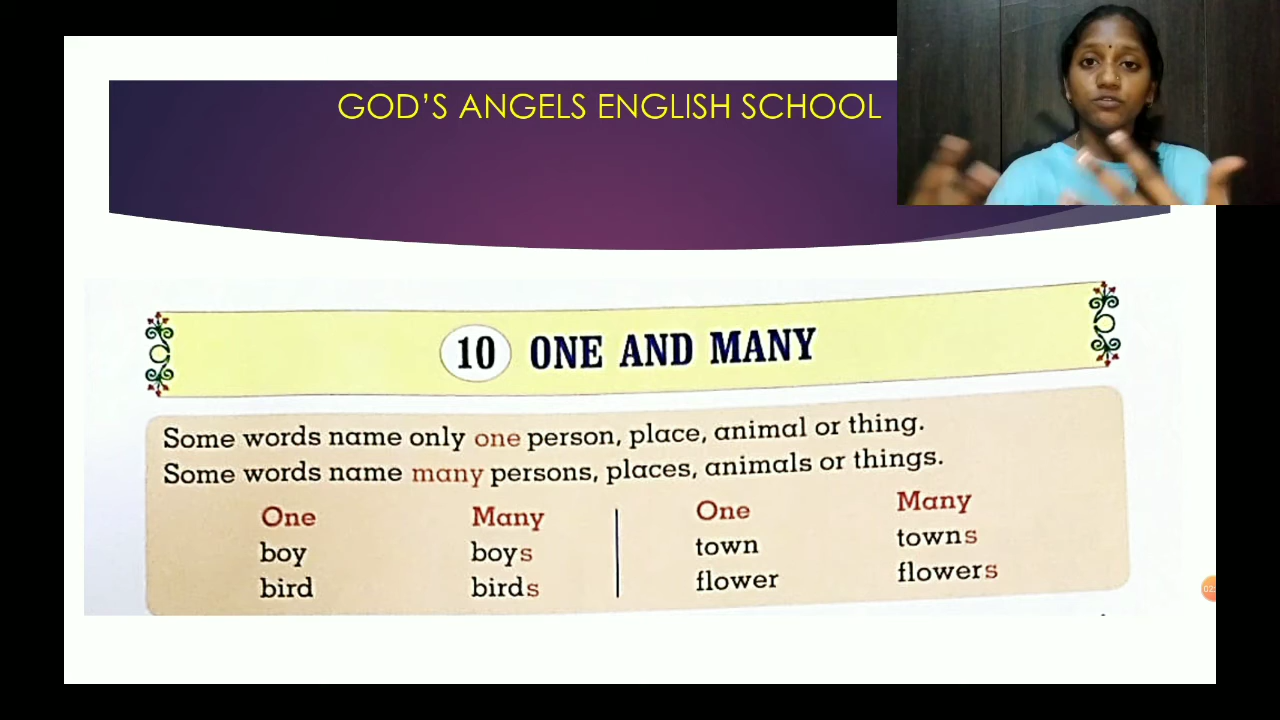 GOD'S ANGELS ENGLISH SCHOOL
10 ONE AND MANY
Some words name only one person, place, animal or thing.
Some words name many persons, places, animals or things.
One Many One Many
boy boys town towns
bird birds flower flowers